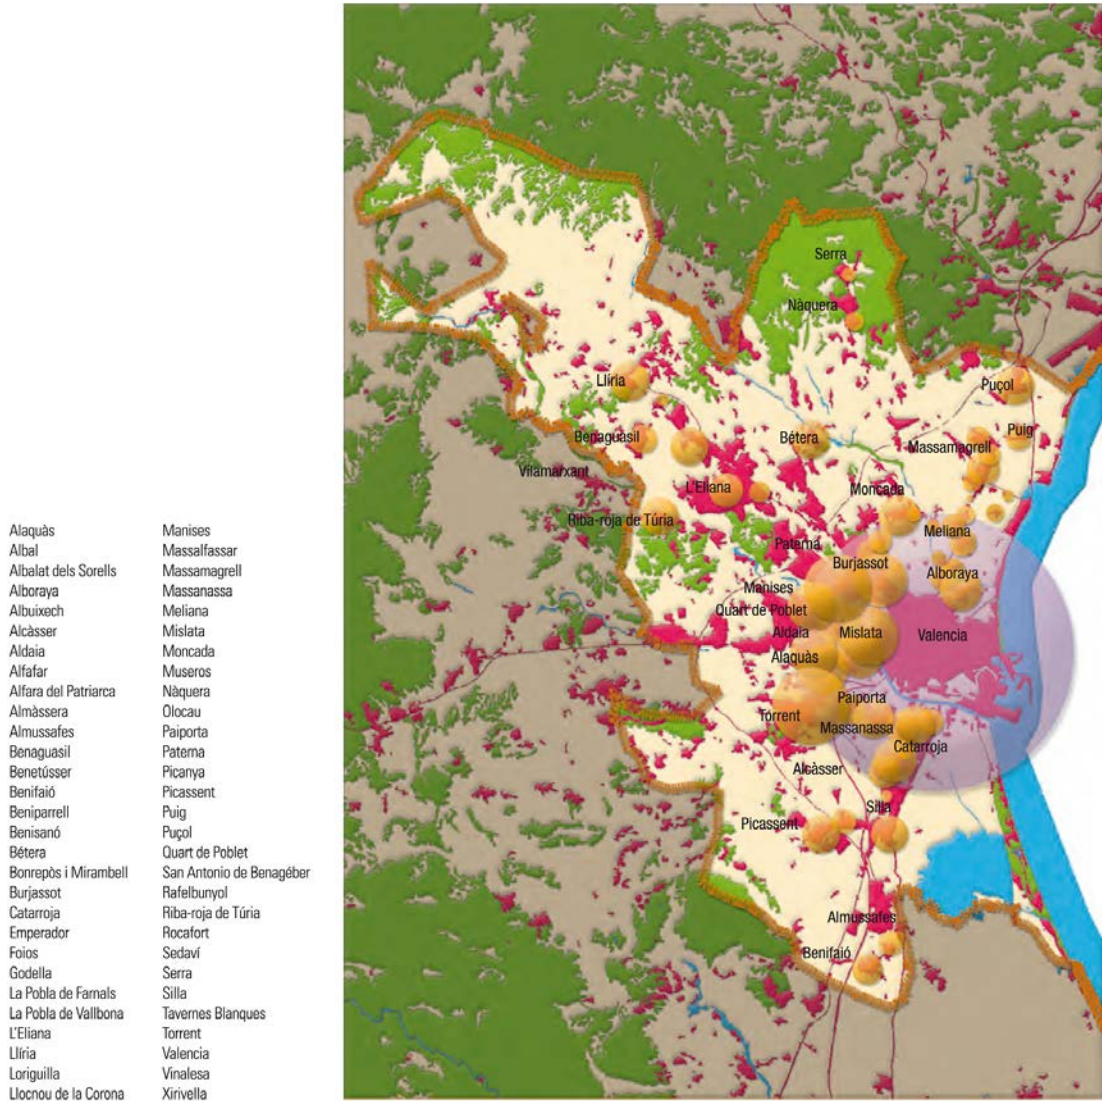 Alaquàs
Albal
Albalat dels Sorells
Alboraya
Albuixech
Alcàsser
Aldaia
Alfafar
Alfara del Patriarca
Almàssera
Almussafes
Benaguasil
Benetússer
Benifaió
Beniparrell
Benisanó
Bétera
Bonrepòs i Mirambell
Burjassot
Catarroja
Emperador
Foios
Godella
La Pobla de Farnals
La Pobla de Vallbona
L'Eliana
Llíria
Loriguilla
Llocnou de la Corona
Manises
Massalfassar
Massamagrell
Massanassa
Meliana
Mislata
Moncada
Museros
Nàquera
Olocau
Paiporta
Paterna
Picanya
Picassent
Puig
Puçol
Quart de Poblet
San Antonio de Benagéber
Rafelbunyol
Riba-roja de Túria
Rocafort
Sedaví
Serra
Silla
Tavernes Blanques
Torrent
Valencia
Vinalesa
Xirivella
Serra
Nàquera
Llíria
Puçol
Benaguasil
Bétera
Puig
Massamagrell
Vilamarxant
L'Eliana
Moncada
Riba-roja de Túria
Meliana
Paterna
Burjassot
Alboraya
Manises
Quart de Poblet
Aldaia
Mislata
Valencia
Alaquàs
Paiporta
Torrent
Massanassa
Catarroja
Alcàsser
Silla
Picassent
Almussafes
Benifaió